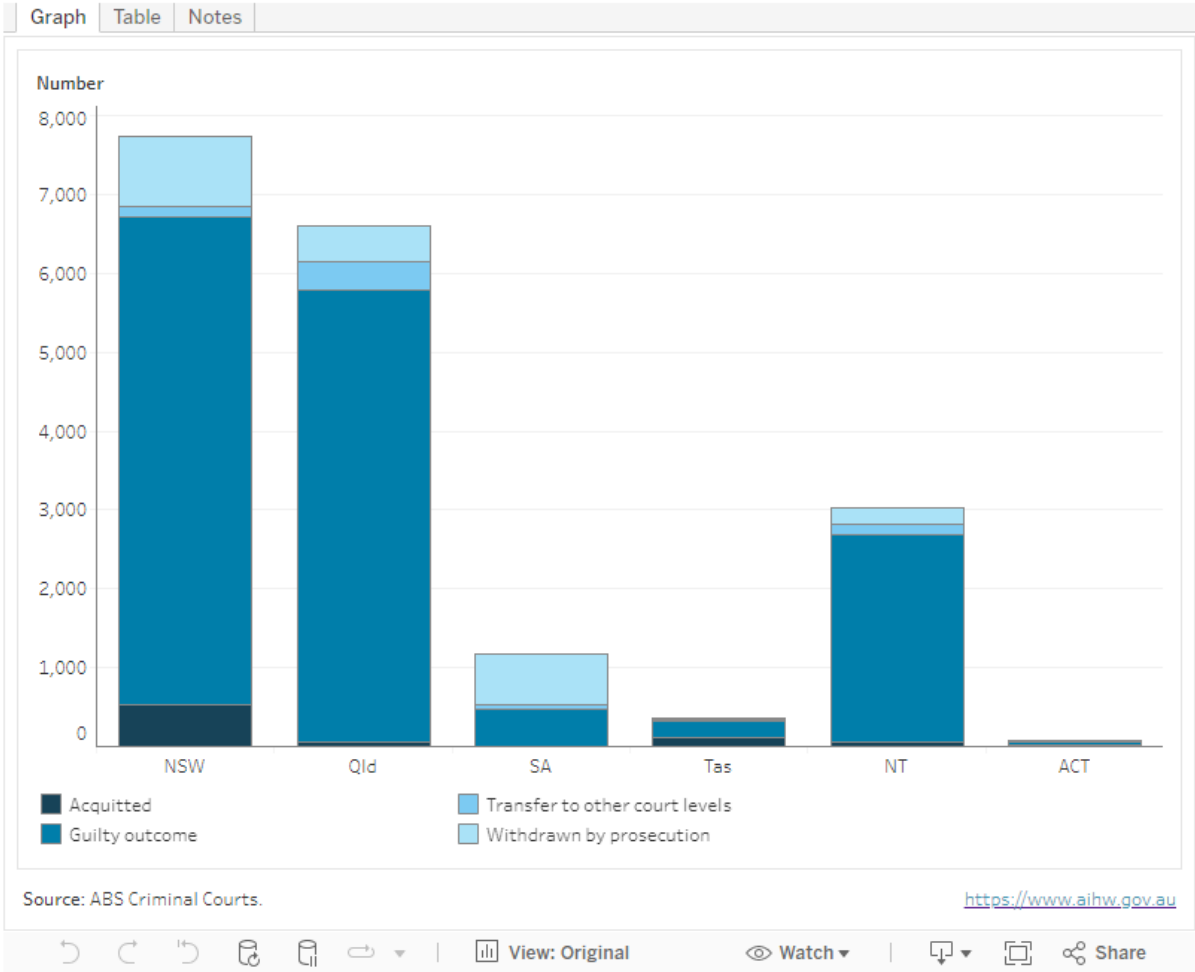 Graph Table Notes
Number
8,000
7,000
6,000
5,000
4,000
3,000
2,000
1,000
0
NSW Qld SA Tas NT ACT
Acquitted Transfer to other court levels
Guilty outcome Withdrawn by prosecution
Source: ABS Criminal Courts. https://www.aihw.gov.au
View: Original Watch Share